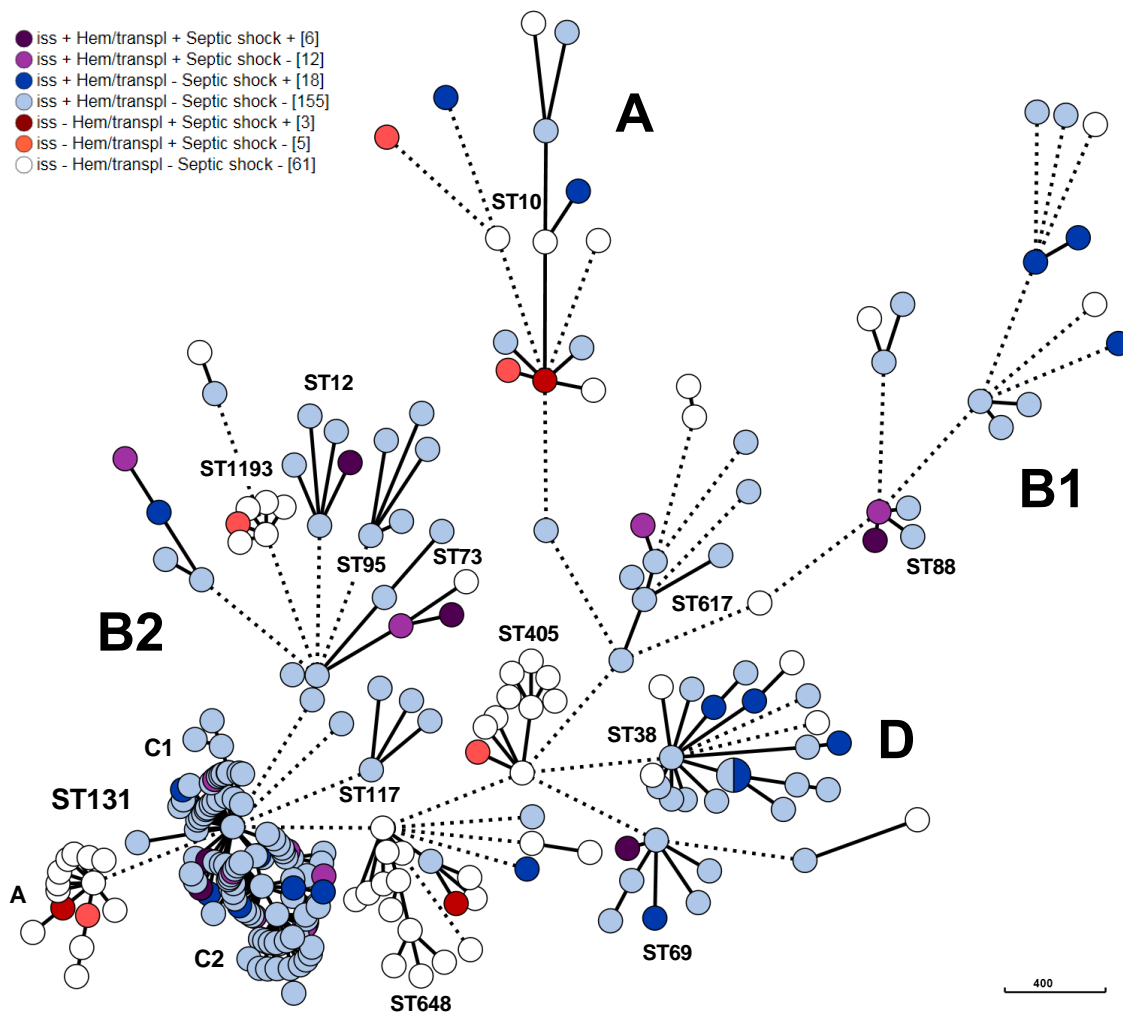 iss + Hem/transpl + Septic shock + [6]
iss + Hem/transpl + Septic shock - [12]
iss + Hem/transpl - Septic shock + [18]
iss + Hem/transpl - Septic shock - [155]
iss - Hem/transpl + Septic shock + [3]
iss - Hem/transpl + Septic shock - [5]
iss - Hem/transpl - Septic shock - [61]
A
ST10
ST12
ST1193
B1
ST95
ST73
ST88
ST617
B2
ST405
ST38
D
C1
ST131
ST117
A
C2
ST69
ST648
400